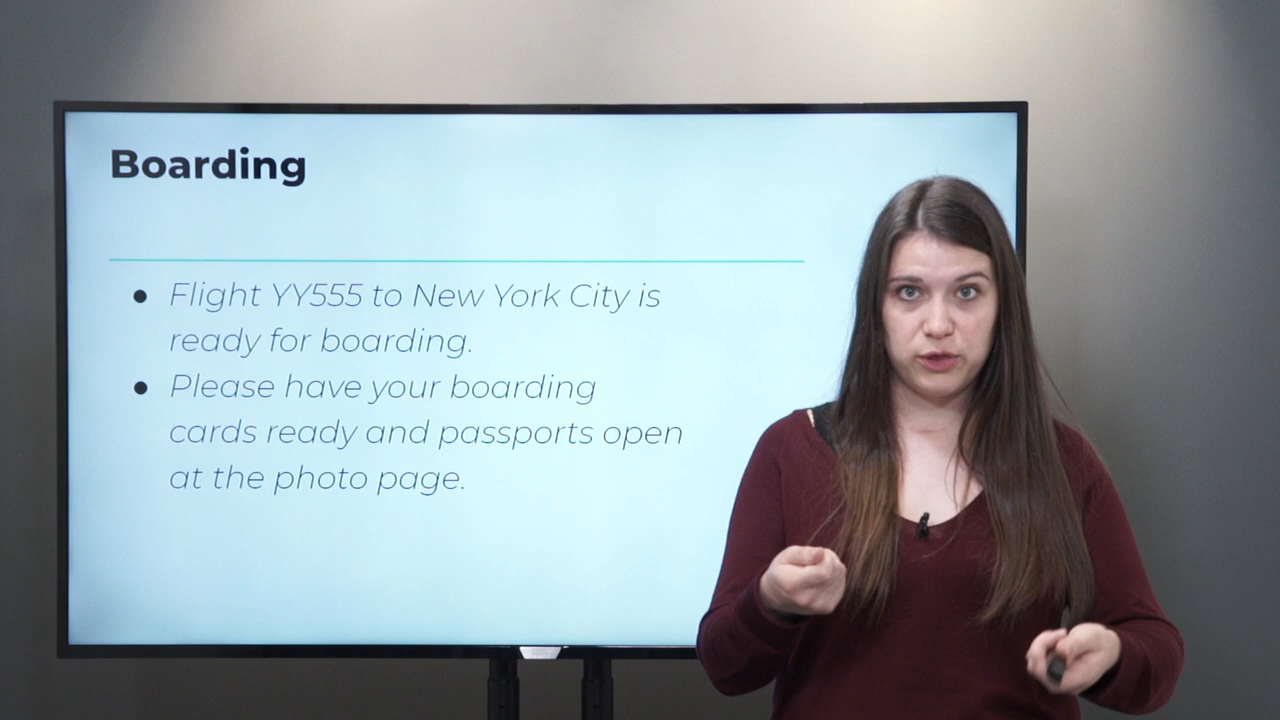 Boarding
● Flight YY555 to New York City is
ready for boarding.
● Please have your boarding
cards ready and passports open
at the photo page.